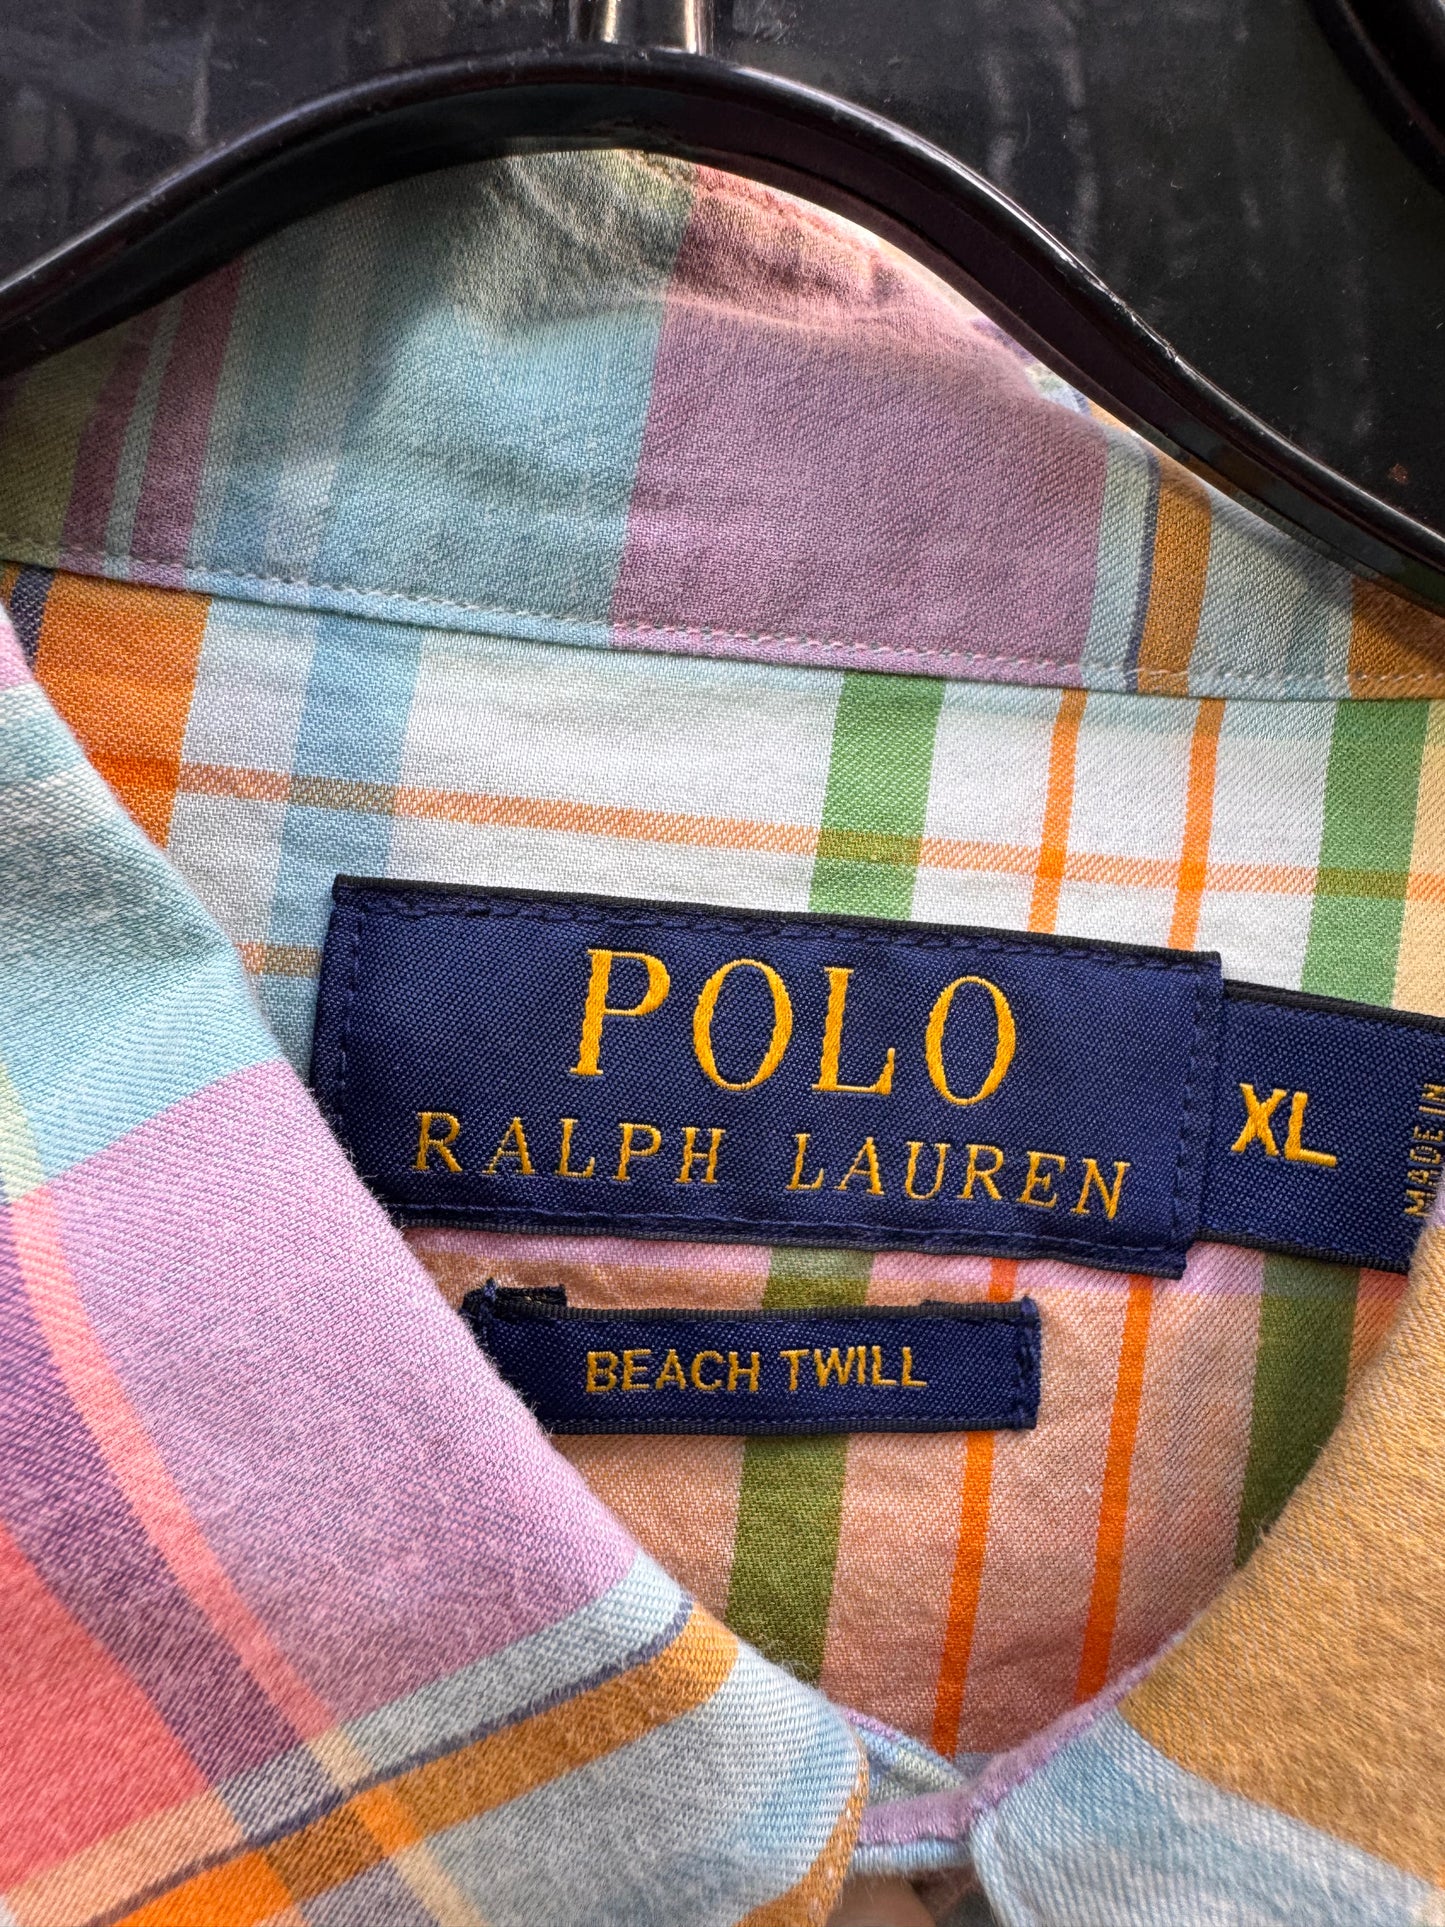 POLO
RALPH LAUREN
XL
MADE IN
BEACH TWILL